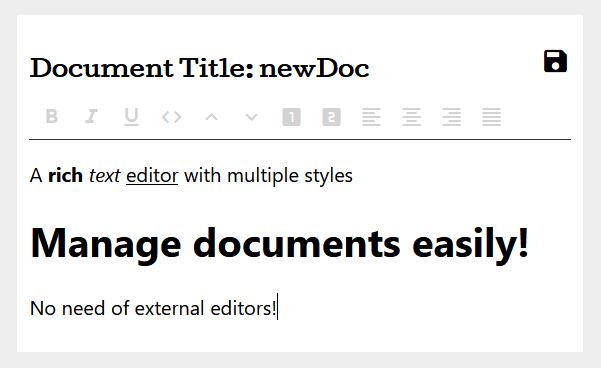 Document Title: newDoc
B I U <> 1 2
A rich text editor with multiple styles
Manage documents easily!
No need of external editors!